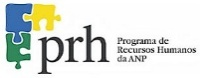 prh
Programa de
Recursos Humanos
da ANP